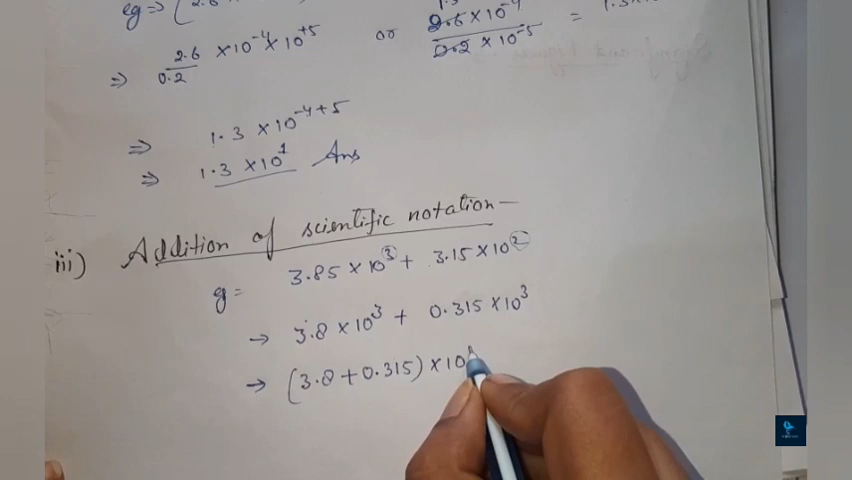 eg ⇒ (2.6
⇒ 2.6/0.2 × 10⁻⁴ × 10⁺⁵ or 2.6 × 10⁻⁴/0.2 × 10⁻⁵ =
⇒ 1.3 × 10⁻⁴⁺⁵
⇒ 1.3 × 10¹ Ans
iii) Addition of scientific notation—
g = 3.85 × 10³ + 3.15 × 10²
→ 3.8 × 10³ + 0.315 × 10³
→ (3.8 + 0.315) × 10